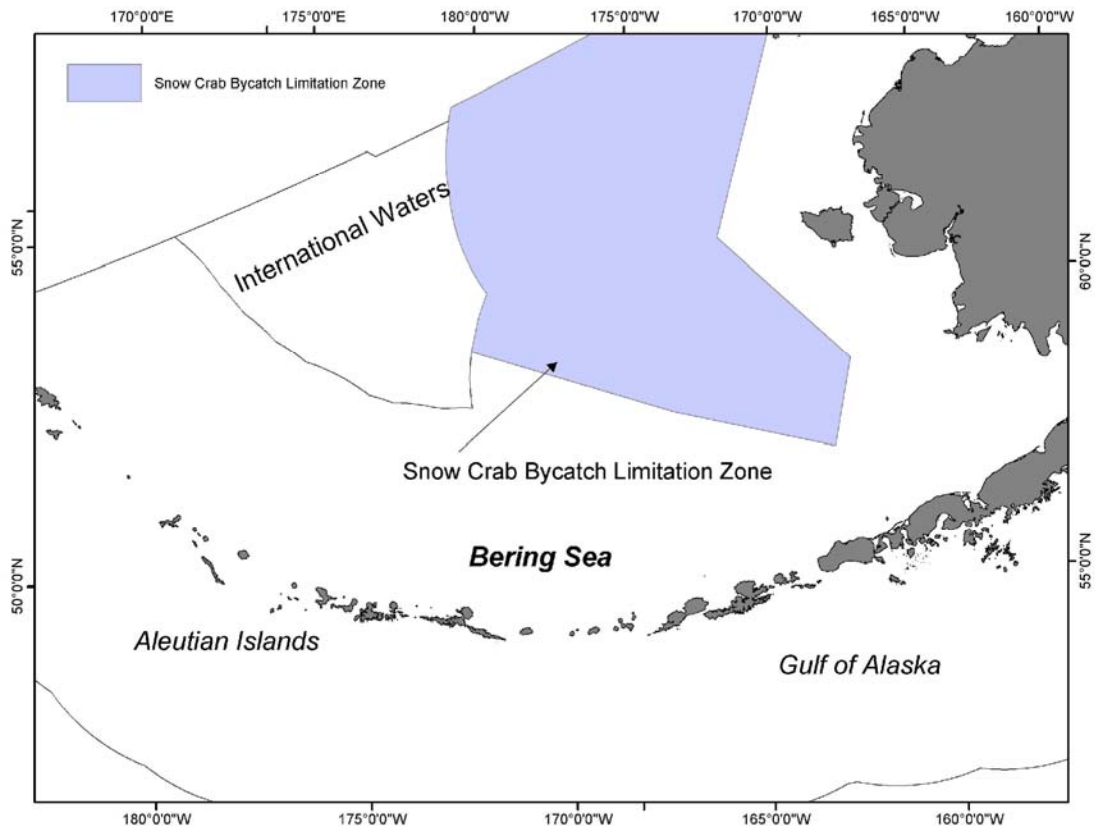 170°0'0"E 175°0'0"E 180°0'0"W 175°0'0"W 170°0'0"W 165°0'0"W 160°0'0"W
Snow Crab Bycatch Limitation Zone
International Waters
55°0'0"N
60°0'0"N
Snow Crab Bycatch Limitation Zone
Bering Sea
50°0'0"N
55°0'0"N
Aleutian Islands
Gulf of Alaska
180°0'0"W 175°0'0"W 170°0'0"W 165°0'0"W 160°0'0"W